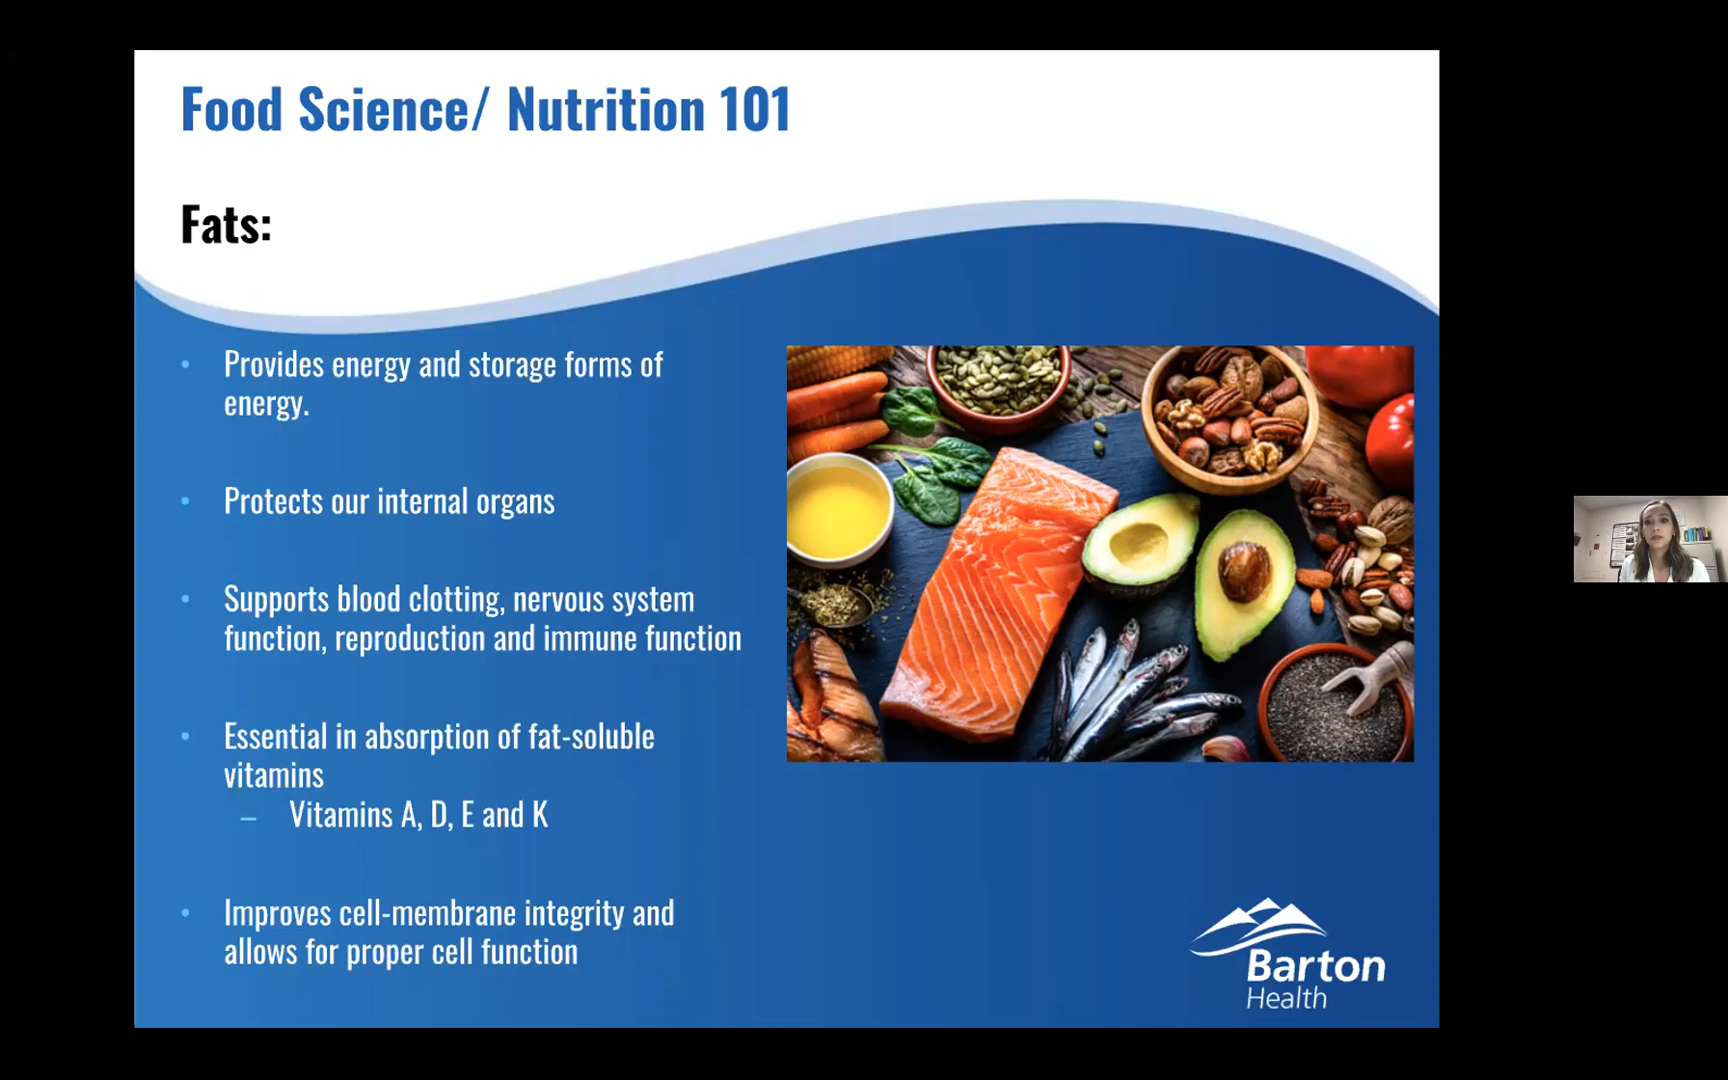 Food Science/ Nutrition 101
Fats:
• Provides energy and storage forms of
energy.
• Protects our internal organs
• Supports blood clotting, nervous system
function, reproduction and immune function
• Essential in absorption of fat-soluble
vitamins
– Vitamins A, D, E and K
• Improves cell-membrane integrity and
allows for proper cell function
Barton
Health